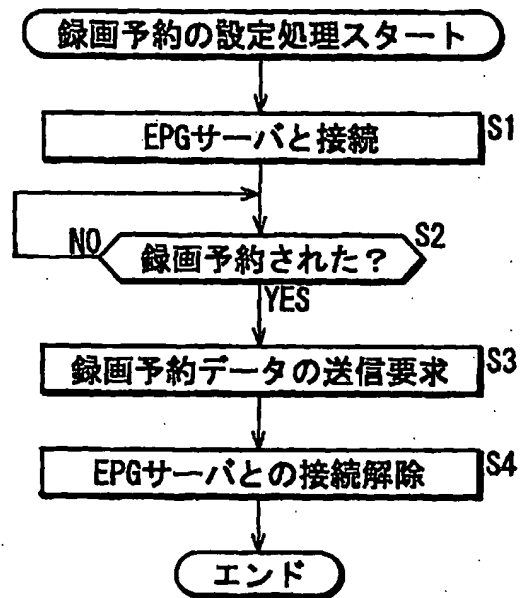 録画予約の設定処理スタート
EPGサーバと接続
S1
録画予約された？
S2
NO
YES
録画予約データの送信要求
S3
EPGサーバとの接続解除
S4
エンド